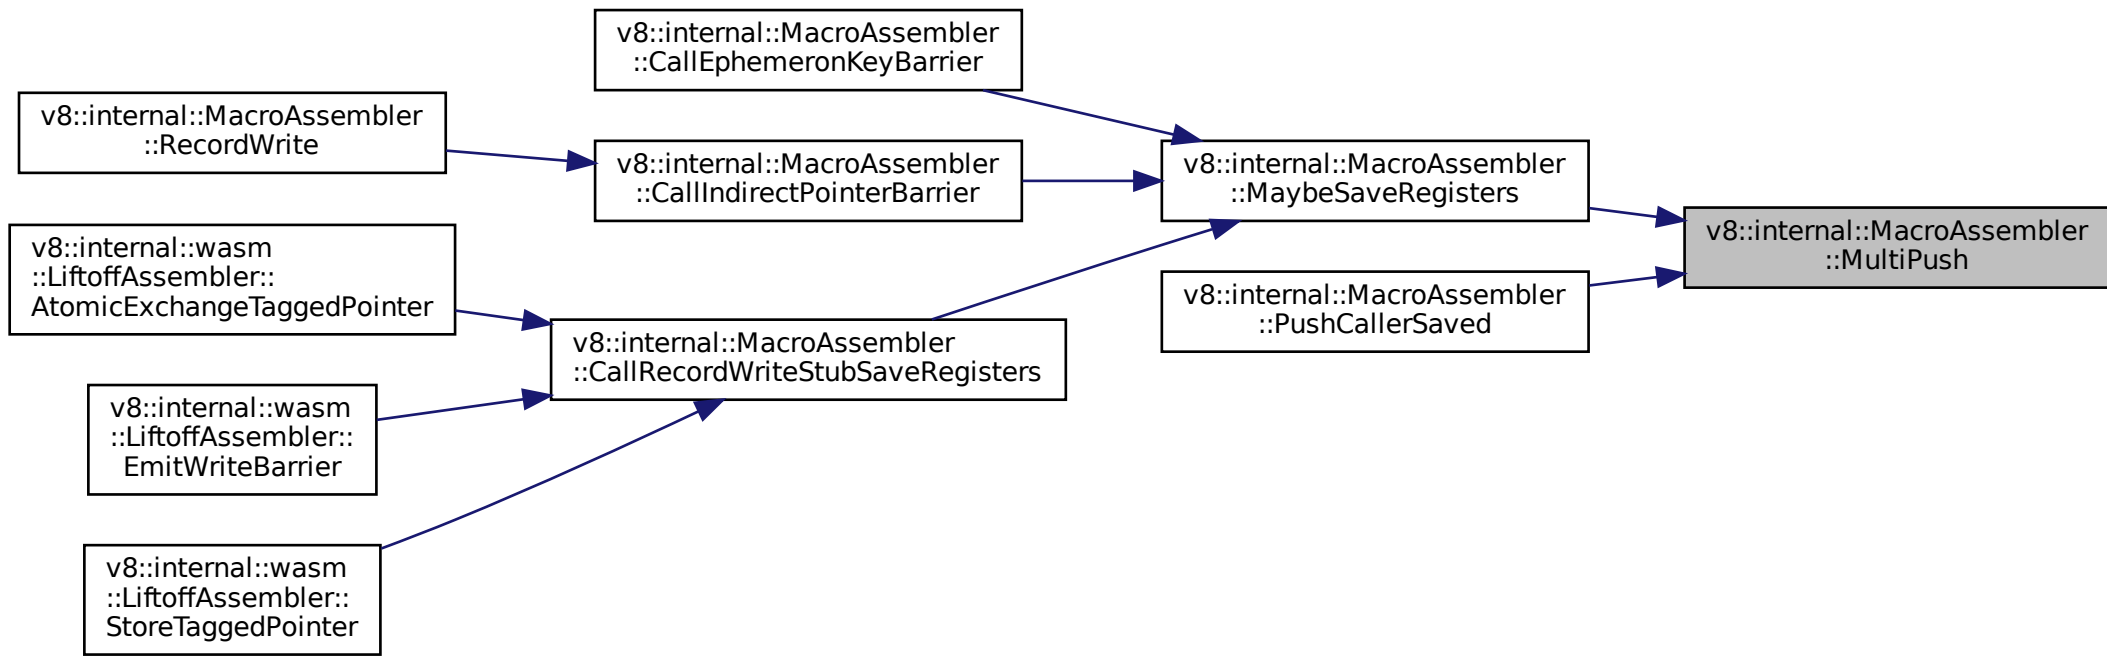 v8::internal::MacroAssembler
::CallEphemeronKeyBarrier
v8::internal::MacroAssembler
::RecordWrite
v8::internal::MacroAssembler
::CallIndirectPointerBarrier
v8::internal::MacroAssembler
::MaybeSaveRegisters
v8::internal::MacroAssembler
::MultiPush
v8::internal::wasm
::LiftoffAssembler::
AtomicExchangeTaggedPointer
v8::internal::MacroAssembler
::PushCallerSaved
v8::internal::MacroAssembler
::CallRecordWriteStubSaveRegisters
v8::internal::wasm
::LiftoffAssembler::
EmitWriteBarrier
v8::internal::wasm
::LiftoffAssembler::
StoreTaggedPointer